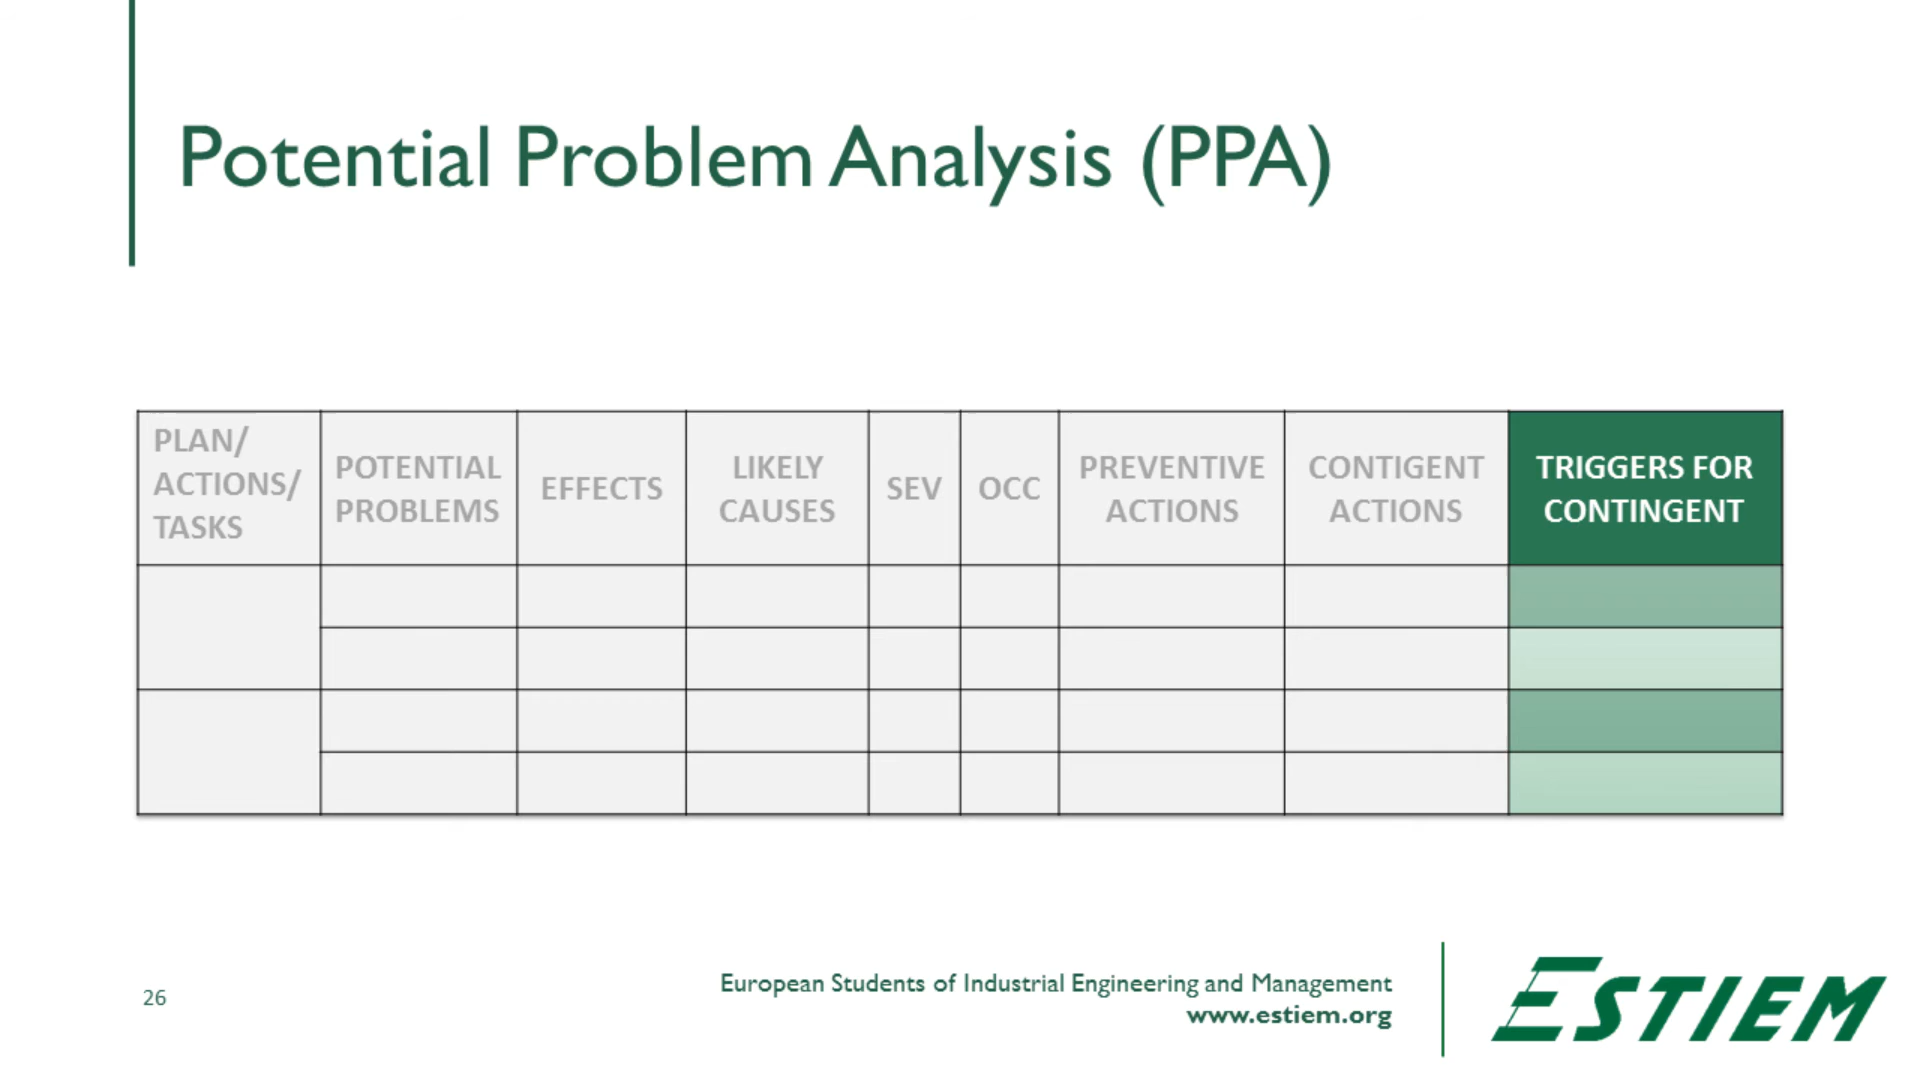 Potential Problem Analysis (PPA)
PLAN/
ACTIONS/
TASKS
POTENTIAL
PROBLEMS
EFFECTS
LIKELY
CAUSES
SEV
OCC
PREVENTIVE
ACTIONS
CONTIGENT
ACTIONS
TRIGGERS FOR
CONTINGENT
26
European Students of Industrial Engineering and Management
www.estiem.org
ESTIEM